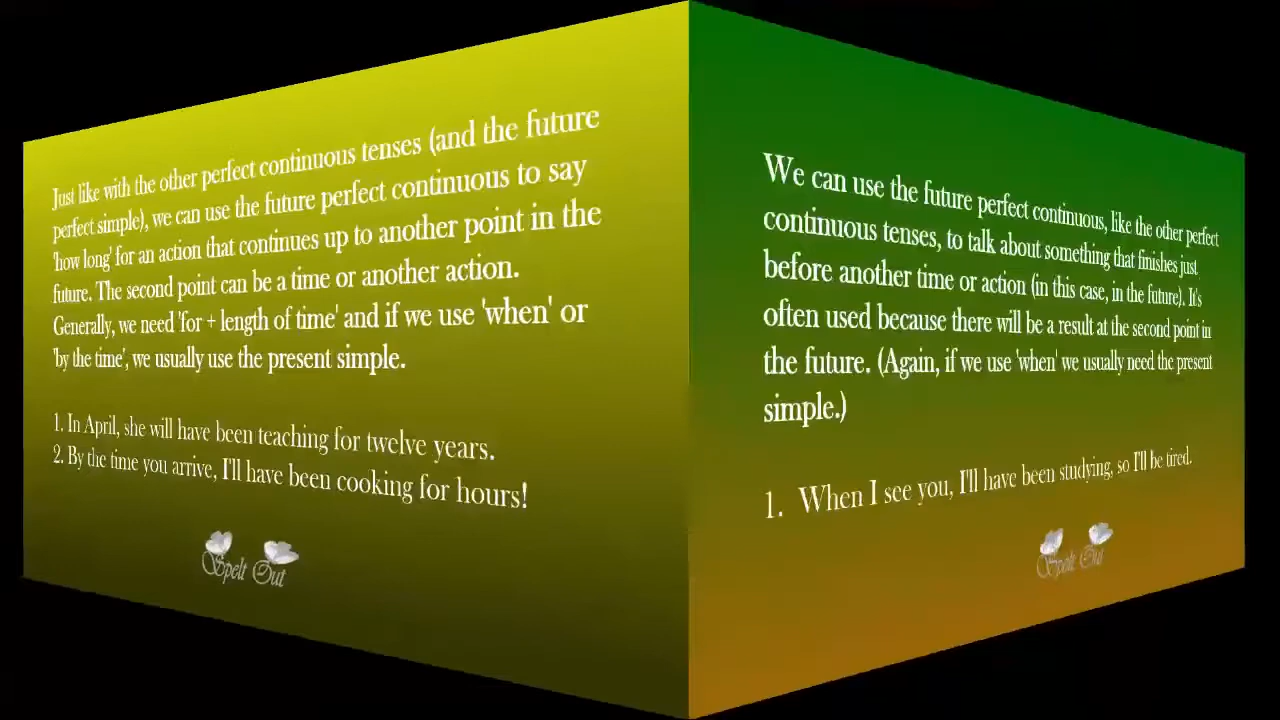 Just like with the other perfect continuous tenses (and the future
perfect simple), we can use the future perfect continuous to say
'how long' for an action that continues up to another point in the
future. The second point can be a time or another action.
Generally, we need 'for + length of time' and if we use 'when' or
'by the time', we usually use the present simple.
1. In April, she will have been teaching for twelve years.
2. By the time you arrive, I'll have been cooking for hours!
Spelt Out
We can use the future perfect continuous, like the other perfect
continuous tenses, to talk about something that finishes just
before another time or action (in this case, in the future). It's
often used because there will be a result at the second point in
the future. (Again, if we use 'when' we usually need the present
simple.)
1. When I see you, I'll have been studying, so I'll be tired.
Spelt Out